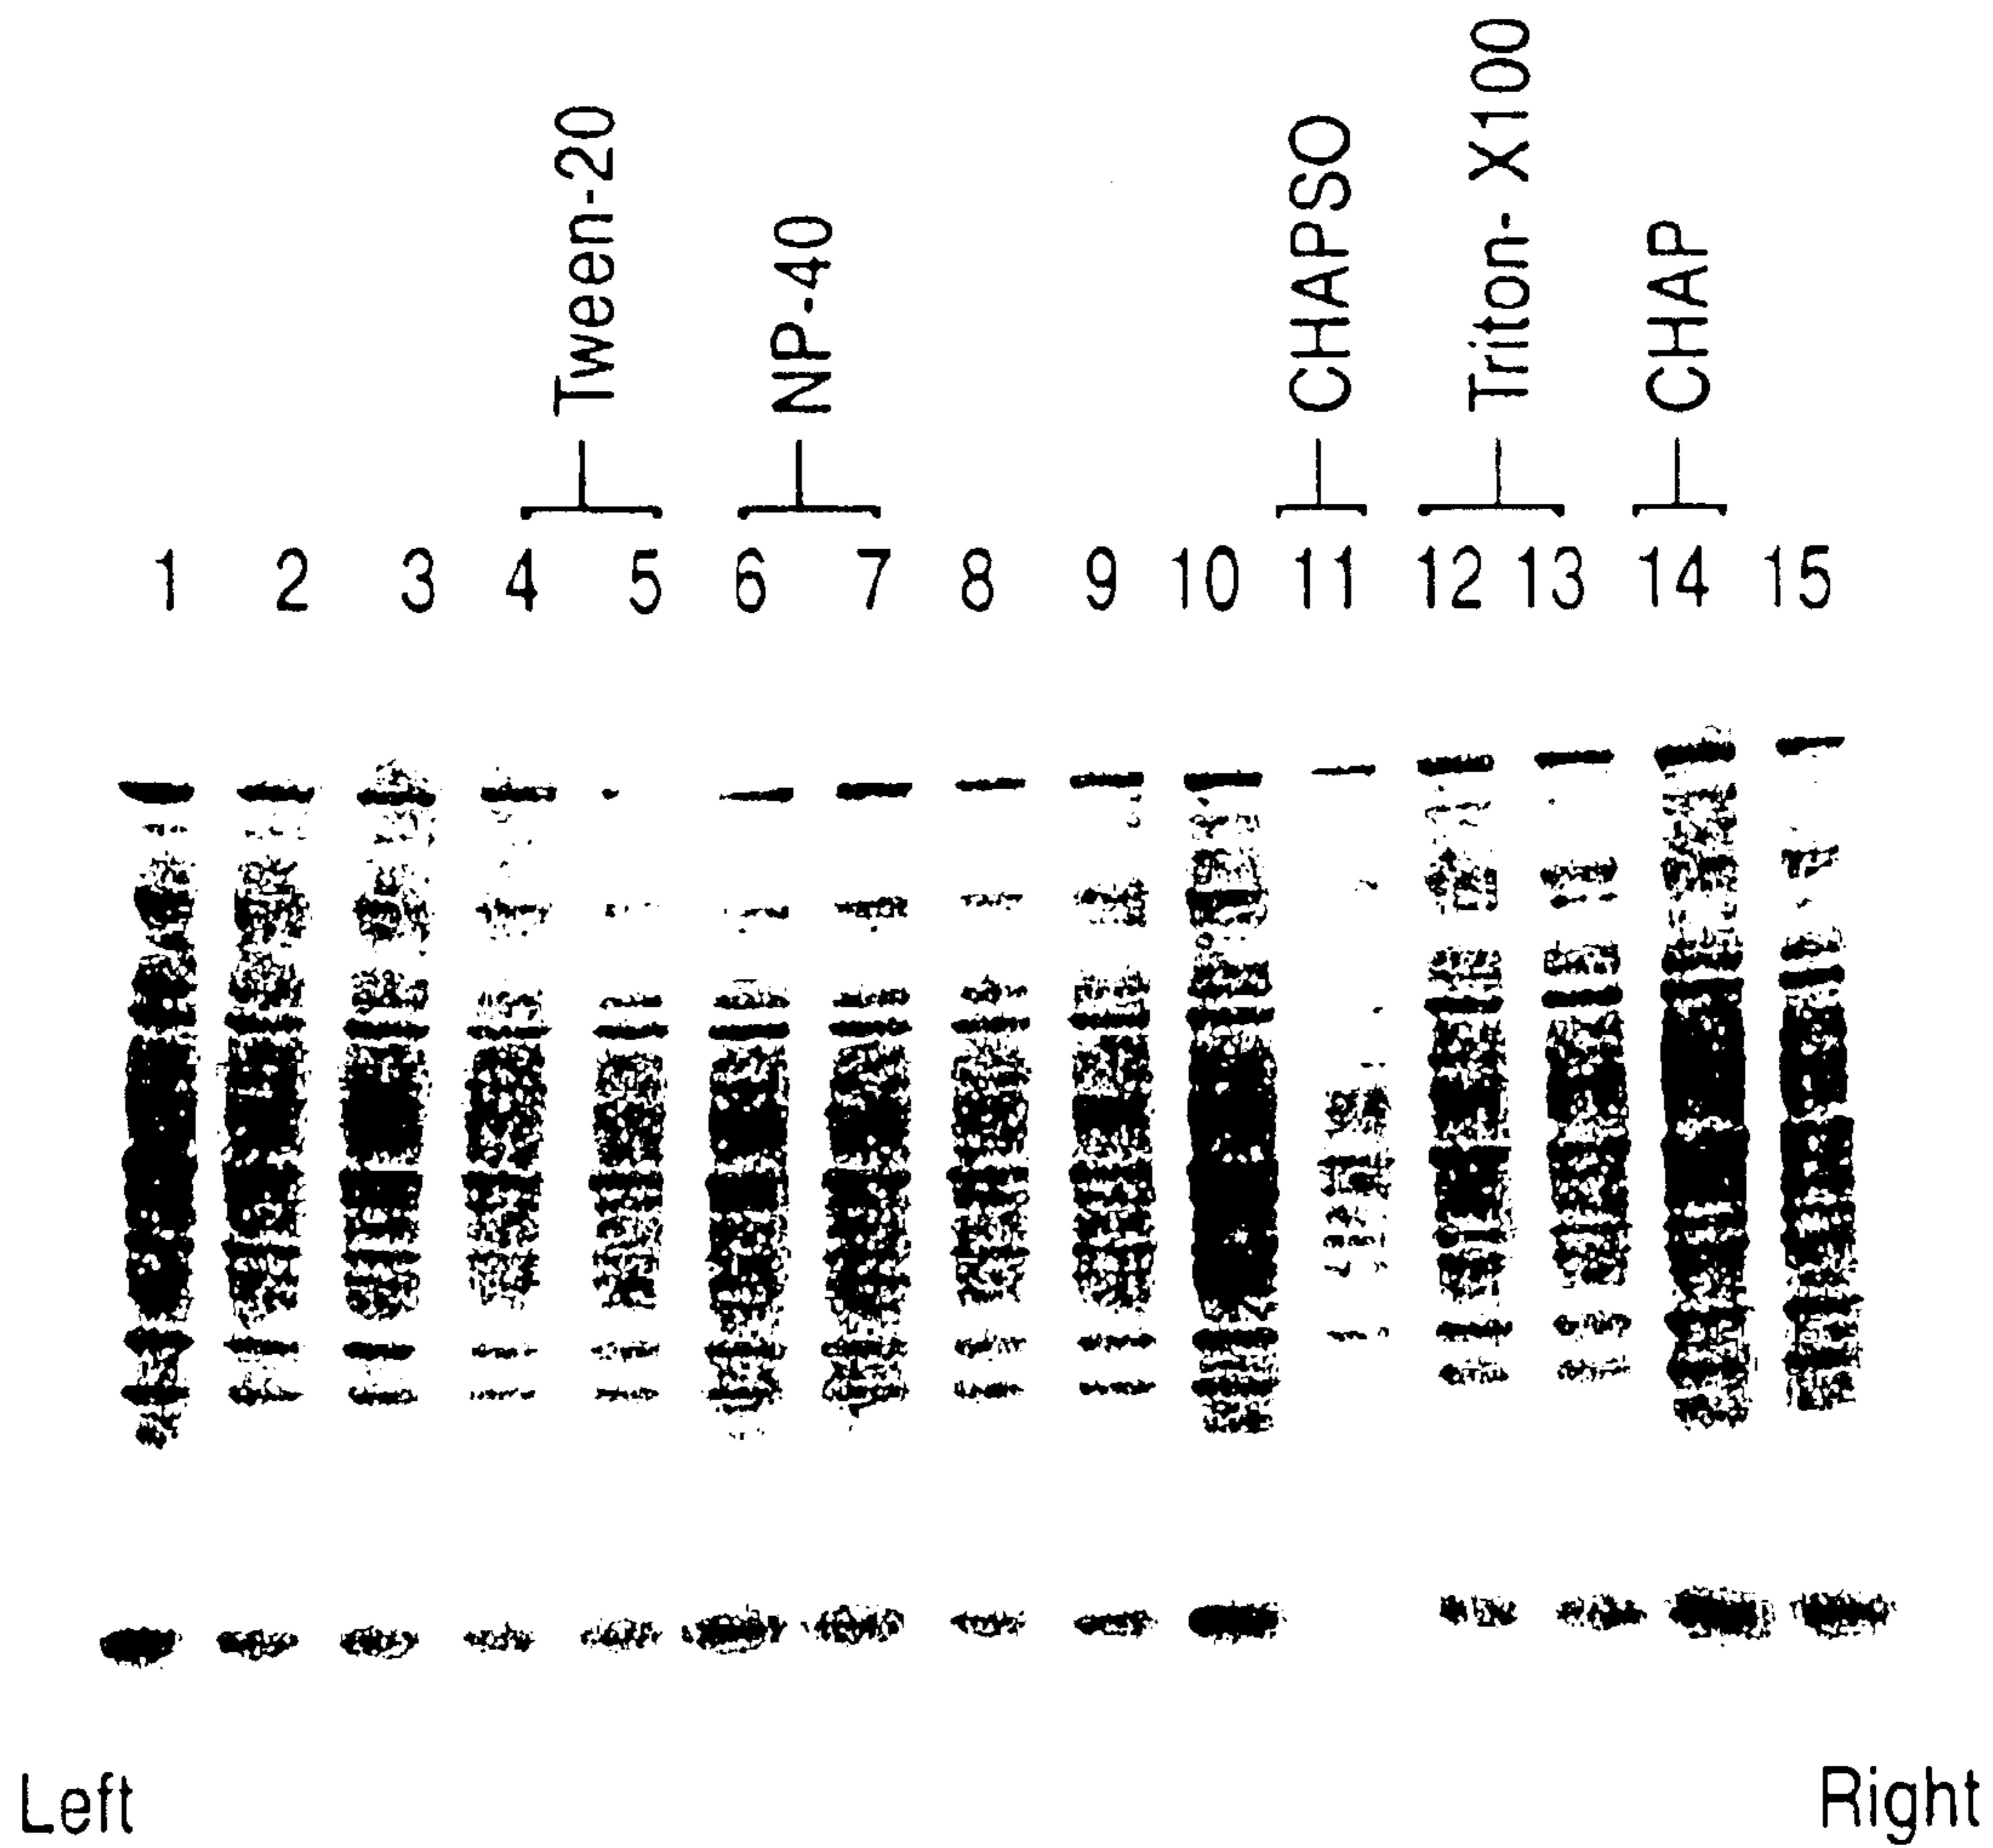 Tween-20
NP-40
CHAPSO
Triton- X100
CHAP
1 2 3 4 5 6 7 8 9 10 11 12 13 14 15
Left Right